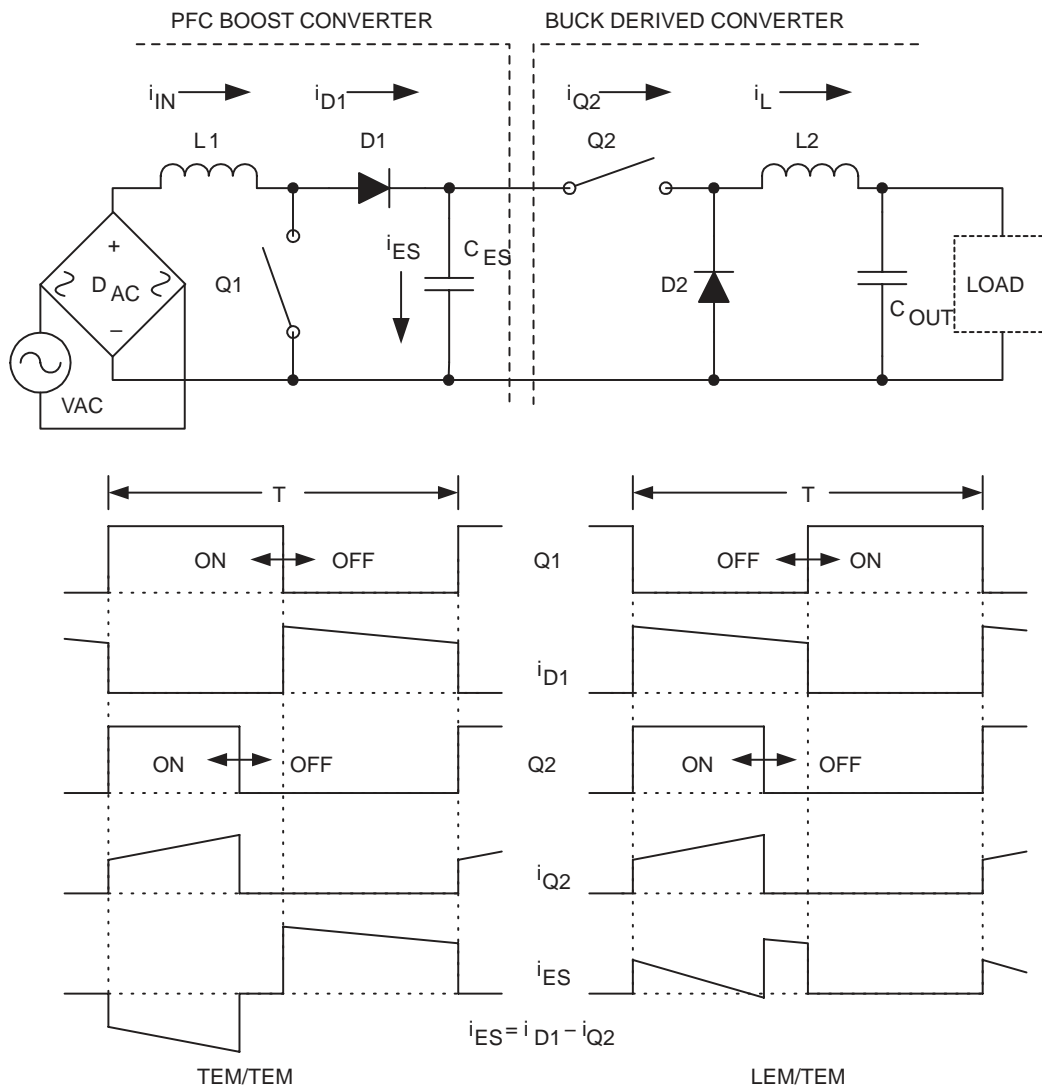 PFC BOOST CONVERTER
BUCK DERIVED CONVERTER
iIN
iD1
iQ2
iL
L1
D1
Q2
L2
+
DAC
−
Q1
iES
CES
D2
COUT
LOAD
VAC
T
T
ON
OFF
Q1
OFF
ON
iD1
ON
OFF
Q2
ON
OFF
iQ2
iES
iES = iD1 − iQ2
TEM/TEM
LEM/TEM